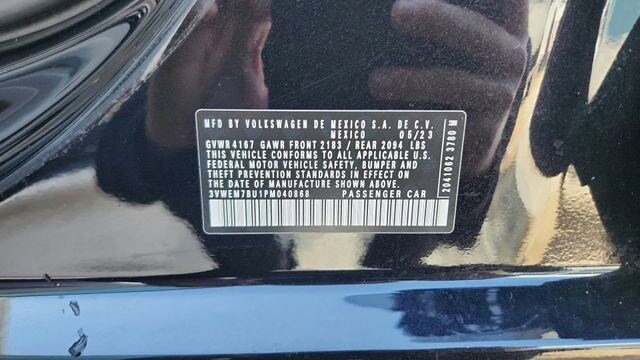 MFD BY VOLKSWAGEN DE MEXICO S.A. DE C.V.
MEXICO 05/23
GVWR4167 GAWR FRONT 2183 / REAR 2094 LBS
THIS VEHICLE CONFORMS TO ALL APPLICABLE U.S.
FEDERAL MOTOR VEHICLE SAFETY, BUMPER AND
THEFT PREVENTION STANDARDS IN EFFECT ON
THE DATE OF MANUFACTURE SHOWN ABOVE.
3VWEM7BU1PM040868 PASSENGER CAR
2041062 3780 M